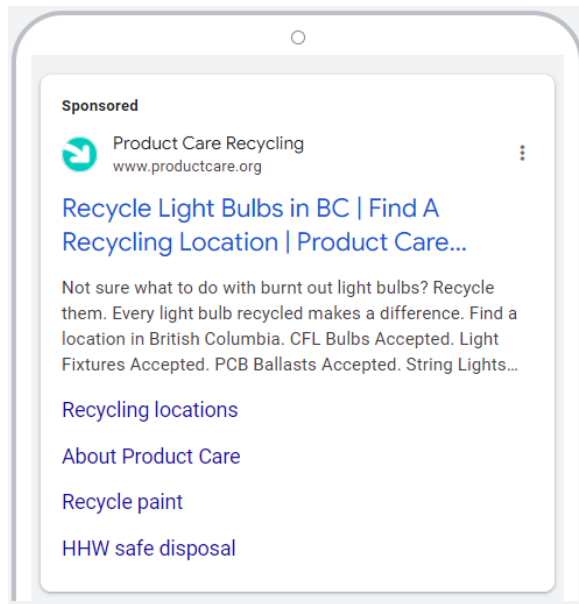 Sponsored
Product Care Recycling
www.productcare.org
Recycle Light Bulbs in BC | Find A
Recycling Location | Product Care...
Not sure what to do with burnt out light bulbs? Recycle
them. Every light bulb recycled makes a difference. Find a
location in British Columbia. CFL Bulbs Accepted. Light
Fixtures Accepted. PCB Ballasts Accepted. String Lights...
Recycling locations
About Product Care
Recycle paint
HHW safe disposal